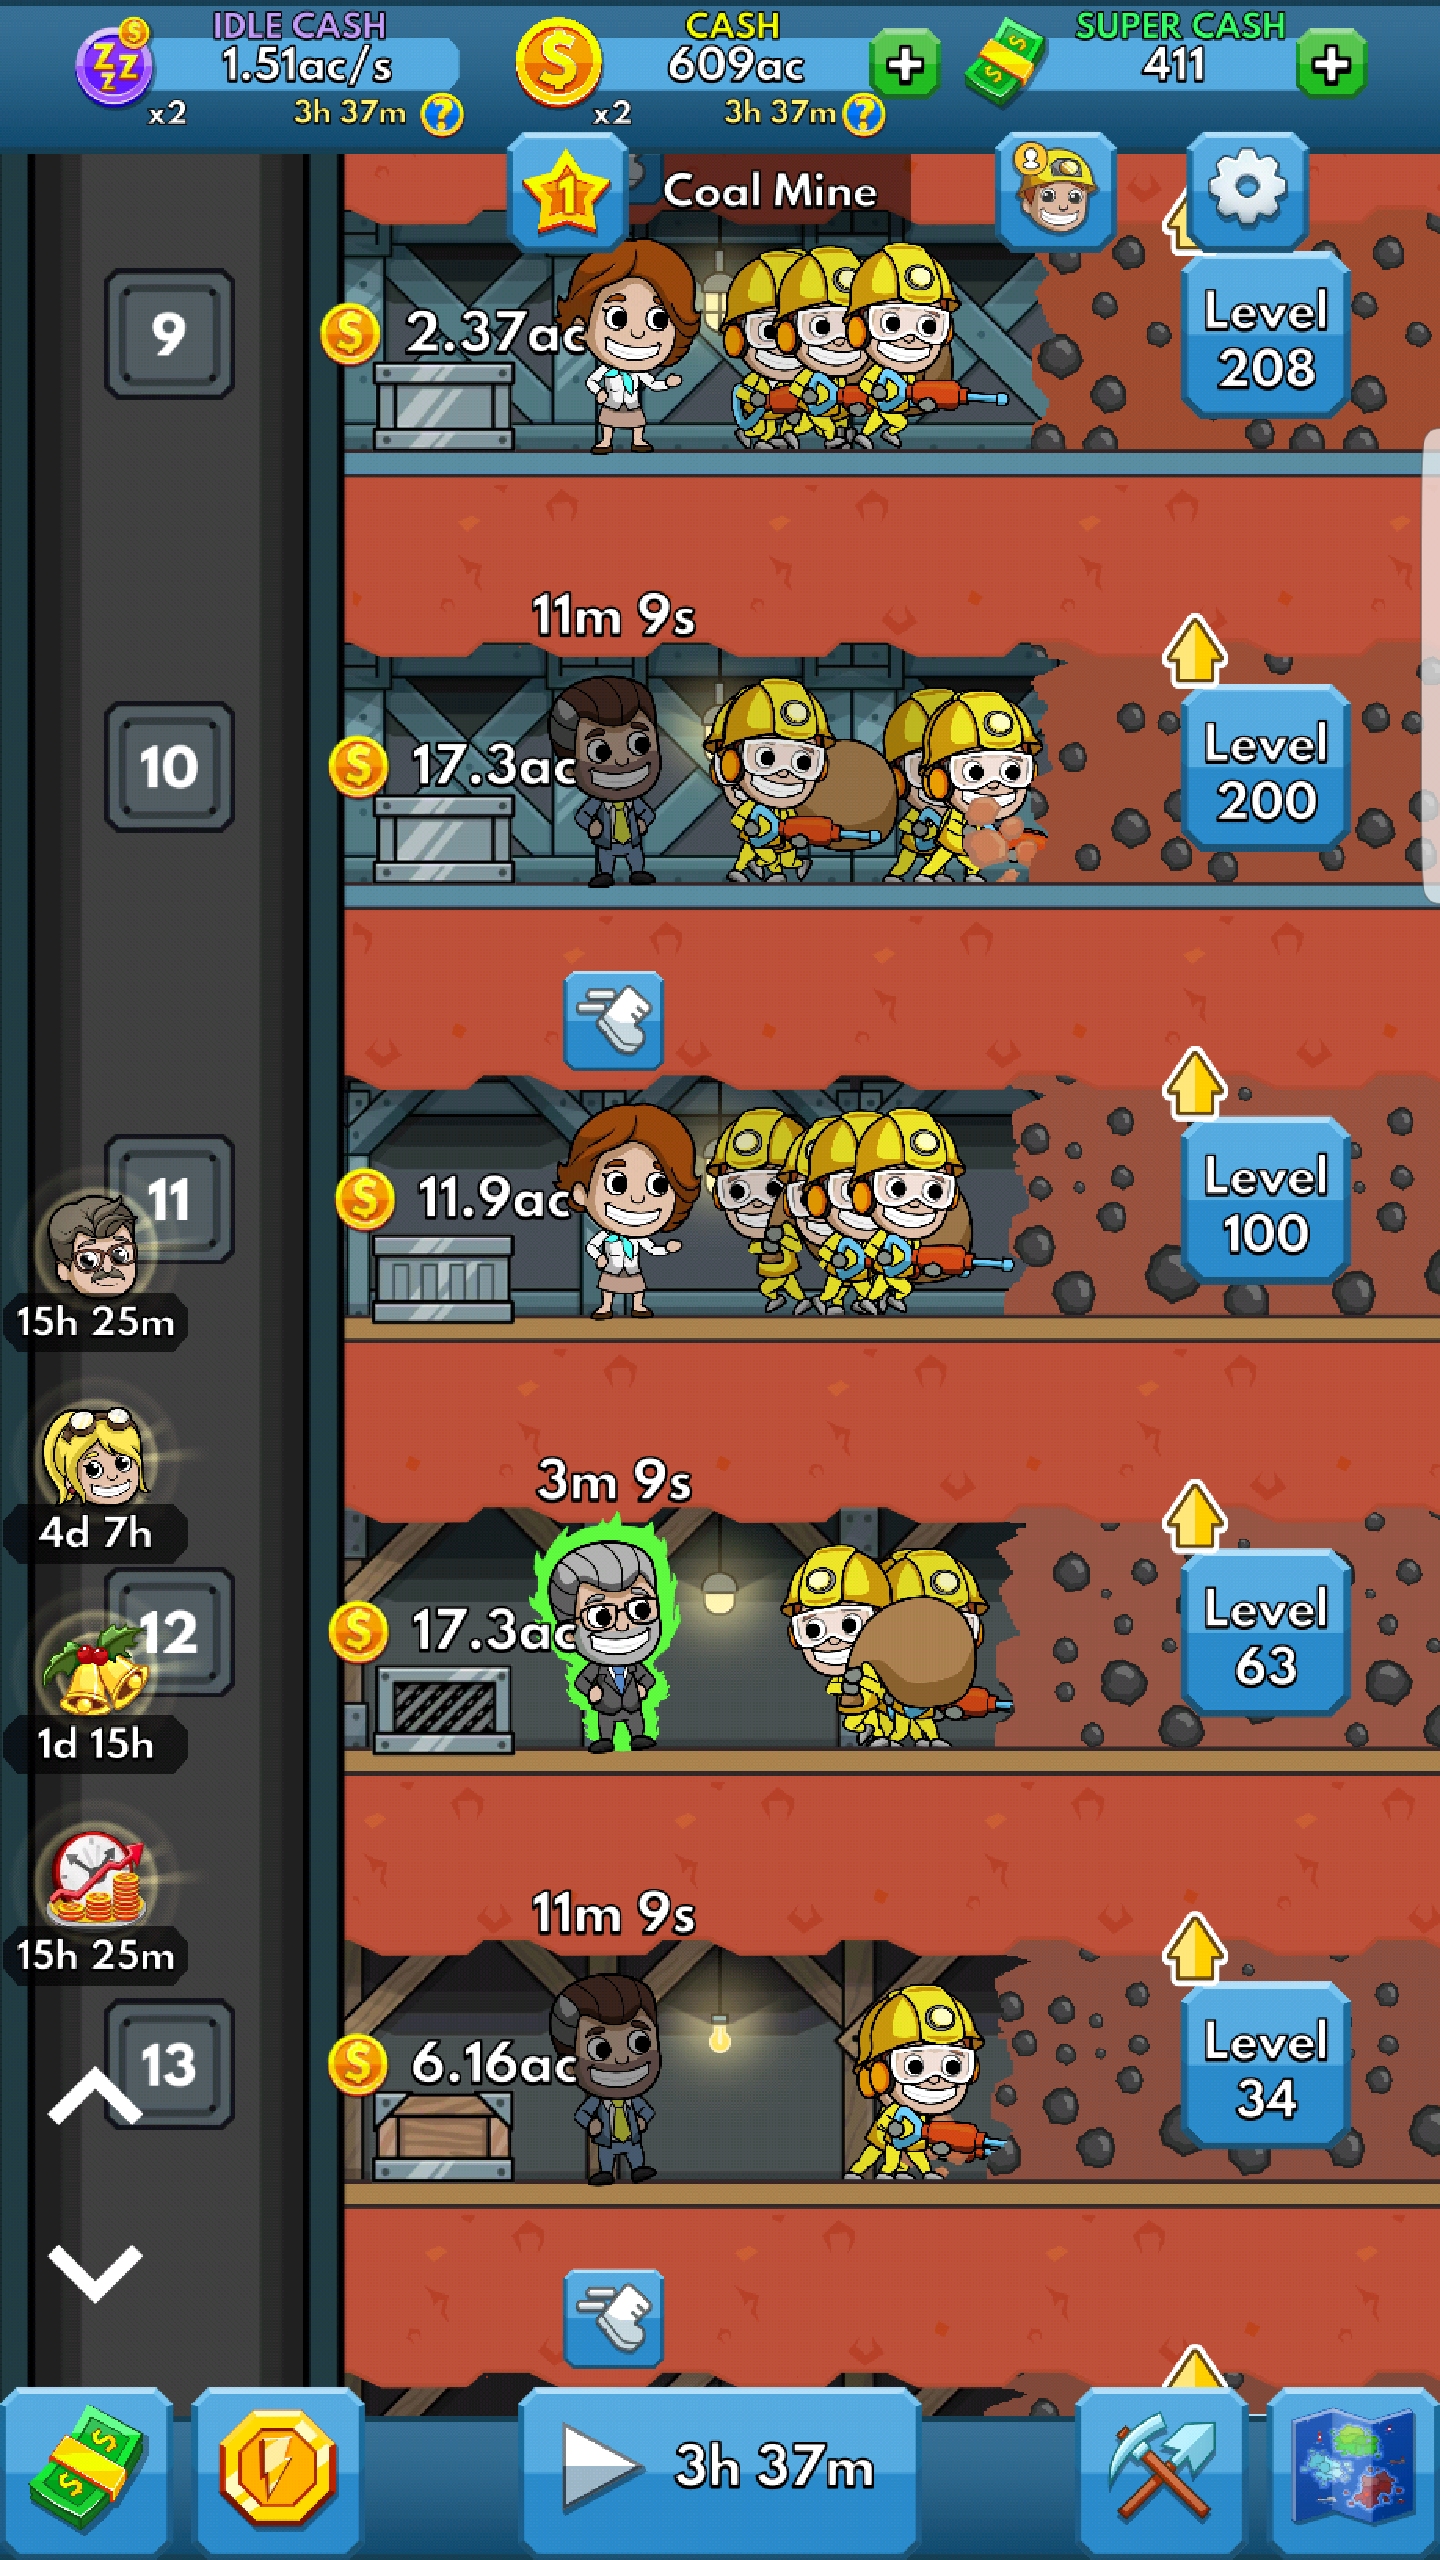 IDLE CASH
1.51ac/s
x2 3h 37m ?
CASH
609ac
x2 3h 37m ?
SUPER CASH
411
1 Coal Mine
9
2.37ac
Level
208
11m 9s
10
17.3ac
Level
200
11
11.9ac
Level
100
15h 25m
3m 9s
4d 7h
12
17.3ac
Level
63
1d 15h
11m 9s
15h 25m
13
6.16ac
Level
34
3h 37m